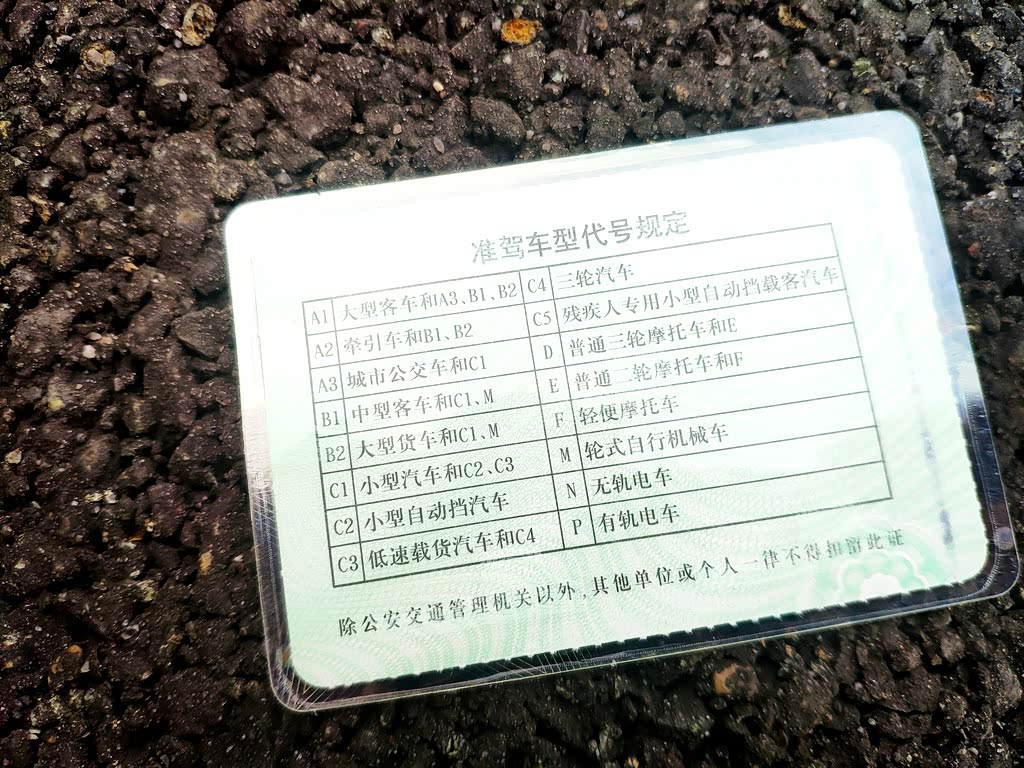 准驾车型代号规定
A1 大型客车和A3、B1、B2 C4 三轮汽车
A2 牵引车和B1、B2 C5 残疾人专用小型自动挡载客汽车
A3 城市公交车和C1 D 普通三轮摩托车和E
B1 中型客车和C1、M E 普通二轮摩托车和F
B2 大型货车和C1、M F 轻便摩托车
C1 小型汽车和C2、C3 M 轮式自行机械车
C2 小型自动挡汽车 N 无轨电车
C3 低速载货汽车和C4 P 有轨电车
除公安交通管理机关以外,其他单位或个人一律不得扣留此证